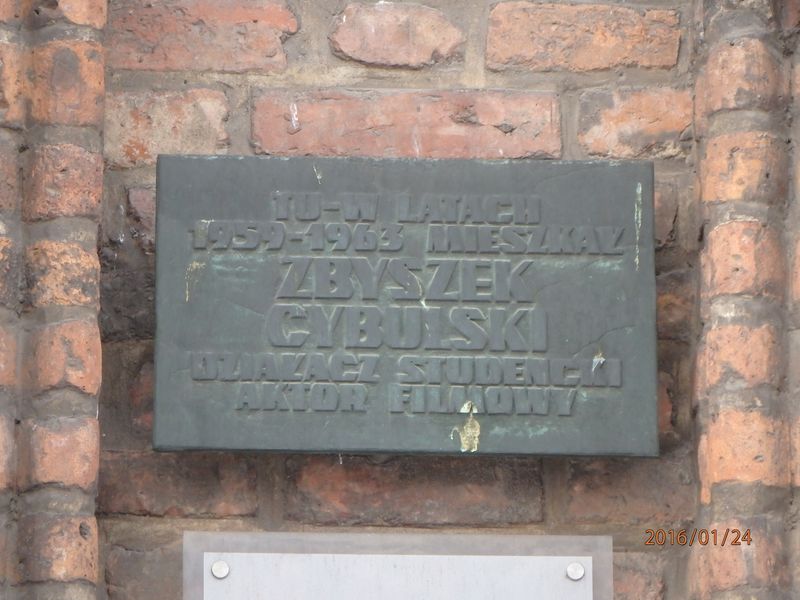 TU-W LATACH
1959-1963 MIESZKAŁ
ZBYSZEK
CYBULSKI
DZIAŁACZ STUDENCKI
AKTOR FILMOWY
2016/01/24